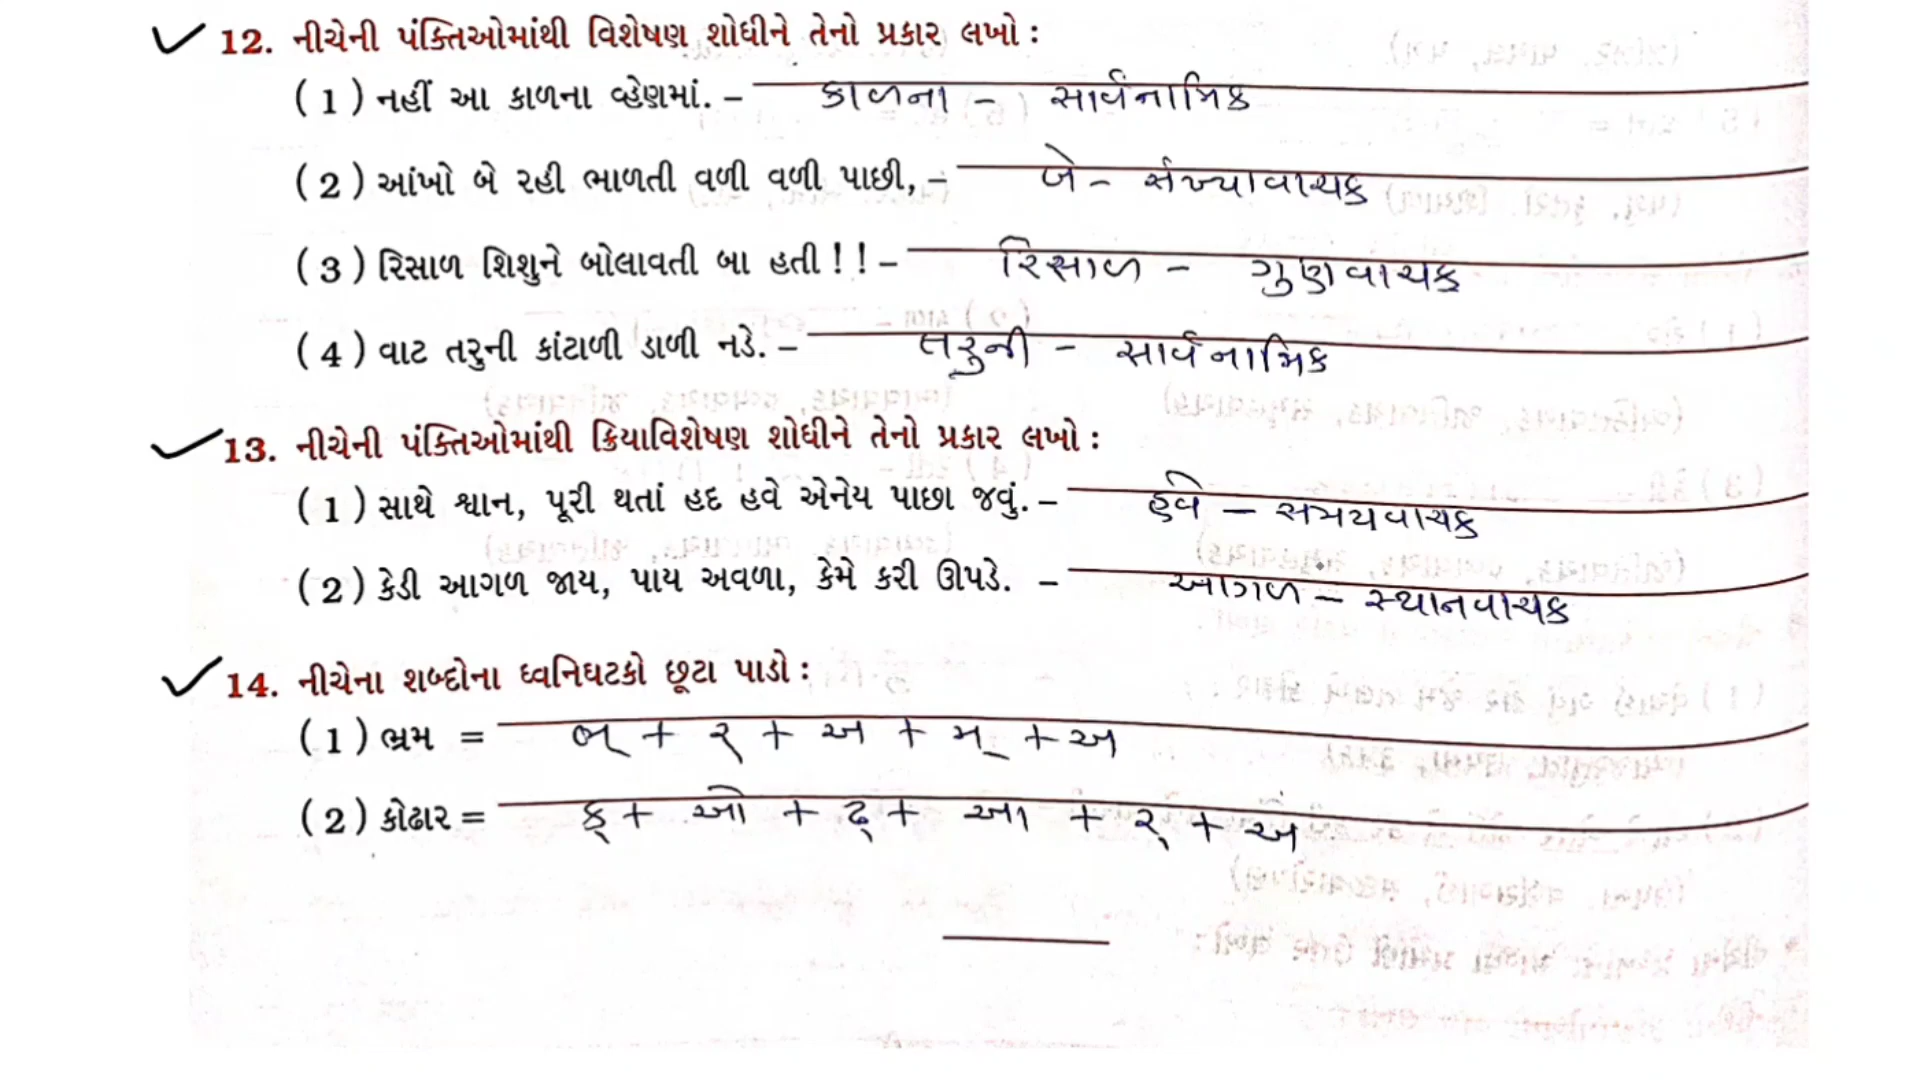 12. નીચેની પંક્તિઓમાંથી વિશેષણ શોધીને તેનો પ્રકાર લખો :
( 1 ) નહીં આ કાળના વ્હેણમાં. – કાળના – સાર્વનામિક
( 2 ) આંખો બે રહી ભાળતી વળી વળી પાછી, – બે – સંખ્યાવાચક
( 3 ) રિસાળ શિશુને બોલાવતી બા હતી ! ! – રિસાળ – ગુણવાચક
( 4 ) વાટ તરુની કાંટાળી ડાળી નડે. – તરુની – સાર્વનામિક
13. નીચેની પંક્તિઓમાંથી ક્રિયાવિશેષણ શોધીને તેનો પ્રકાર લખો :
( 1 ) સાથે શ્વાન, પૂરી થતાં હદ હવે એનેય પાછા જવું. – હવે – સમયવાચક
( 2 ) કેડી આગળ જાય, પાય અવળા, કેમે કરી ઊપડે. – આગળ – સ્થાનવાચક
14. નીચેના શબ્દોના ધ્વનિઘટકો છૂટા પાડો :
( 1 ) ભ્રમ = ભ્ + ર્ + અ + મ્ + અ
( 2 ) કોઢાર = ક્ + ઓ + ઢ્ + આ + ર્ + અ